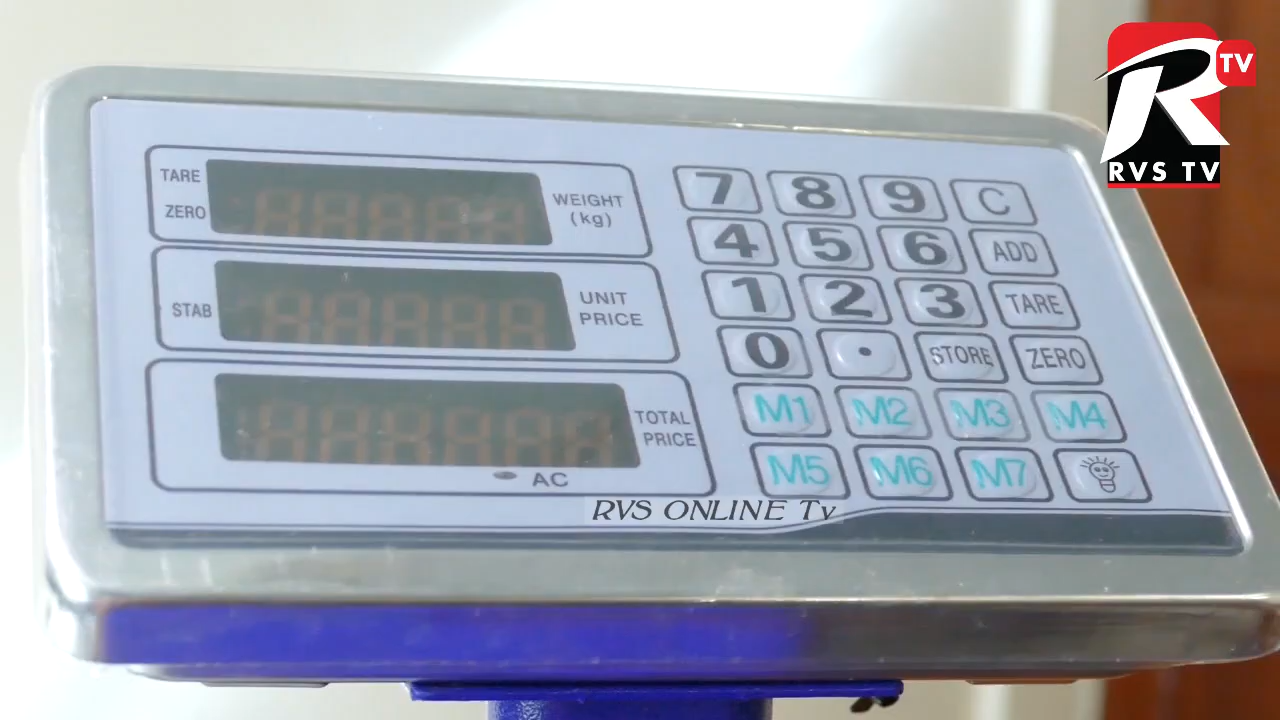 TV
RVS TV
TARE
ZERO
WEIGHT
(kg)
STAB
UNIT
PRICE
TOTAL
PRICE
AC
7 8 9 C
4 5 6 ADD
1 2 3 TARE
0 . STORE ZERO
M1 M2 M3 M4
M5 M6 M7
RVS ONLINE Tv